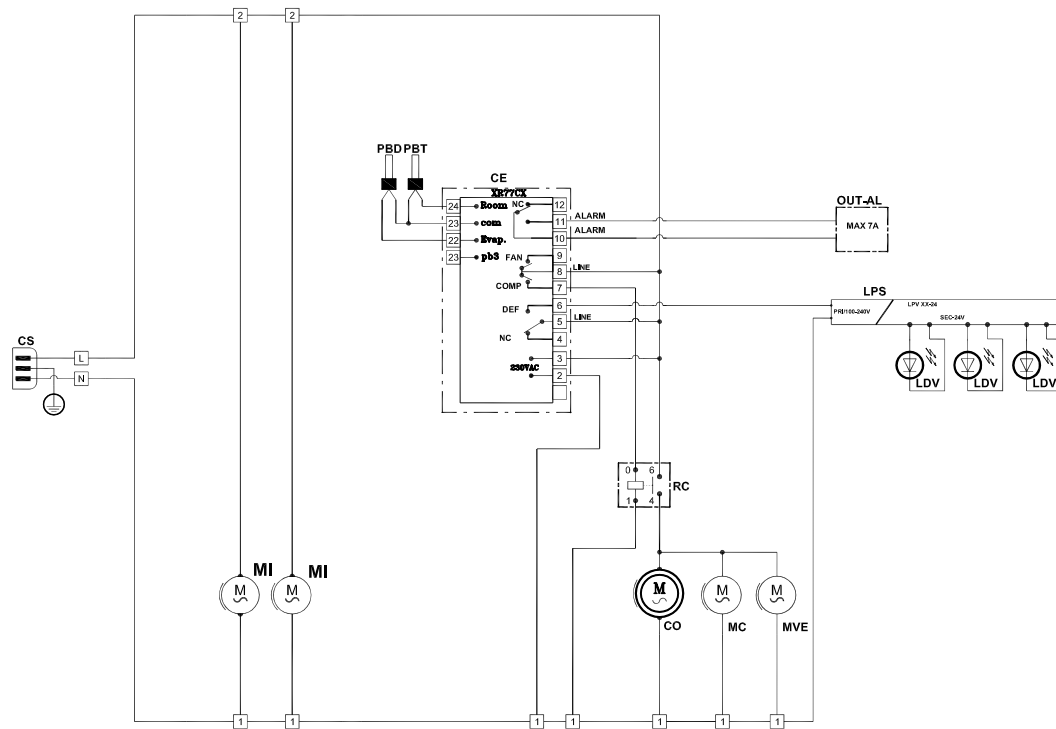 2 2
PBD PBT
CE
XR77CX
24 Room NC 12
23 com 11 ALARM
22 Evap. 10 ALARM
23 pb3 FAN 9
8 LINE
COMP 7
DEF 6
5 LINE
NC 4
3
230VAC
2
OUT-AL
MAX 7A
LPS
PRI/100-240V
LPV XX-24
SEC-24V
LDV LDV LDV
CS
L
N
0 6
RC
1 4
MI MI
M M M M M
CO MC MVE
1 1 1 1 1 1 1